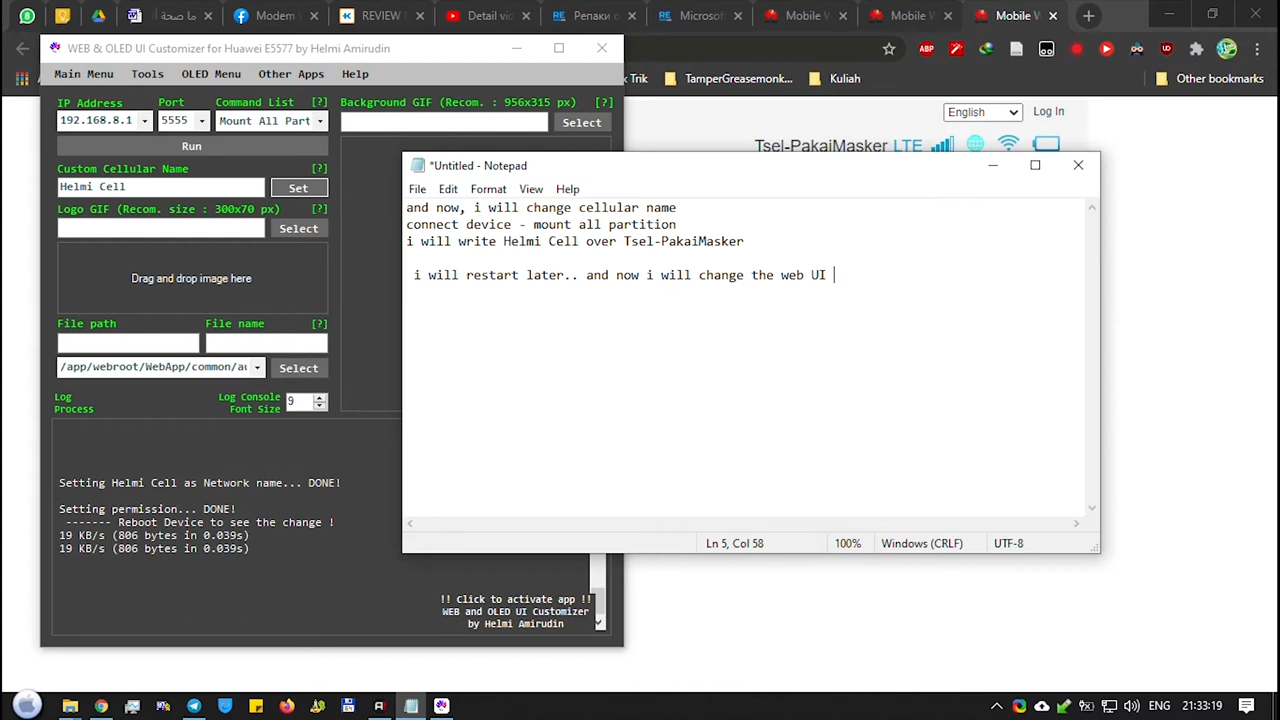 ما صحة
Modem
REVIEW
Detail vid
Репаки о
Microsof
Mobile W
Mobile W
Mobile W
WEB & OLED UI Customizer for Huawei E5577 by Helmi Amirudin
Trik
TamperGreasemonk...
Kuliah
Other bookmarks
Main Menu
Tools
OLED Menu
Other Apps
Help
IP Address
Port
Command List
[?]
Background GIF (Recom. : 956x315 px)
[?]
192.168.8.1
5555
Mount All Part
Select
Run
English
Log In
Tsel-PakaiMasker LTE
Custom Cellular Name
[?]
Helmi Cell
Set
Logo GIF (Recom. size : 300x70 px)
[?]
Select
Drag and drop image here
File path
File name
[?]
/app/webroot/WebApp/common/au
Select
Log
Process
Log Console
Font Size
9
Setting Helmi Cell as Network name... DONE!
Setting permission... DONE!
------- Reboot Device to see the change !
19 KB/s (806 bytes in 0.039s)
19 KB/s (806 bytes in 0.039s)
!! Click to activate app !!
WEB and OLED UI Customizer
by Helmi Amirudin
*Untitled - Notepad
File
Edit
Format
View
Help
and now, i will change cellular name
connect device - mount all partition
i will write Helmi Cell over Tsel-PakaiMasker
i will restart later.. and now i will change the web UI
Ln 5, Col 58
100%
Windows (CRLF)
UTF-8
ENG
21:33:19